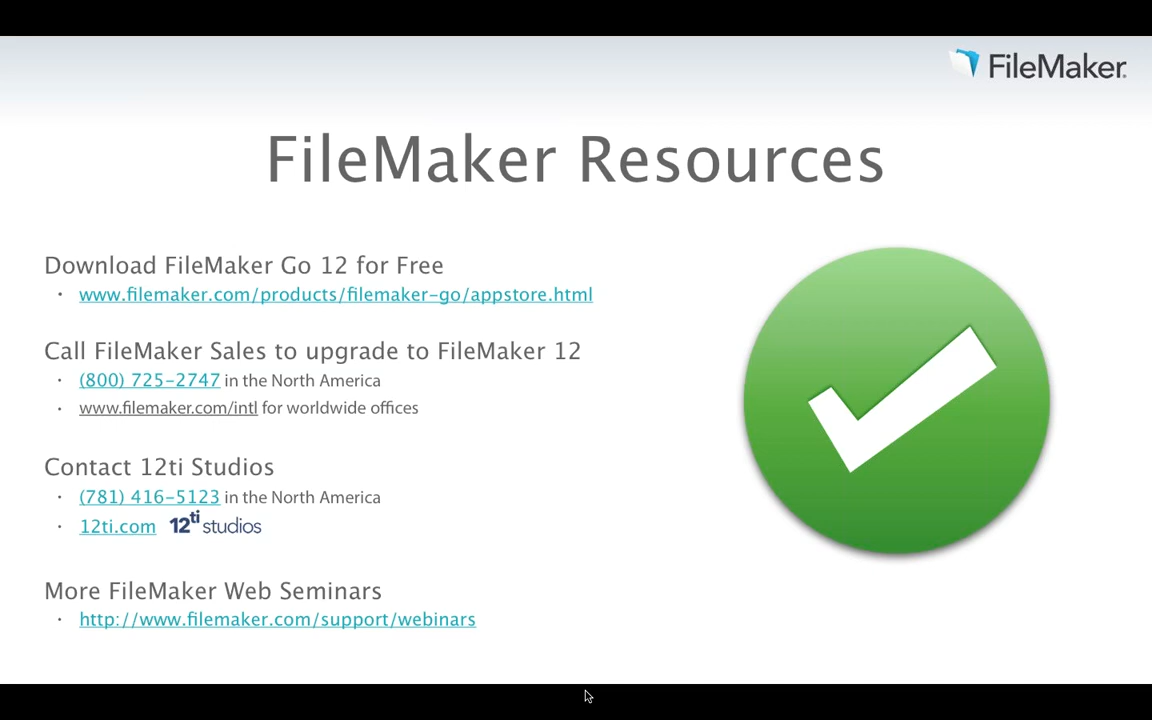 FileMaker
FileMaker Resources
Download FileMaker Go 12 for Free
• www.filemaker.com/products/filemaker-go/appstore.html
Call FileMaker Sales to upgrade to FileMaker 12
• (800) 725-2747 in the North America
• www.filemaker.com/intl for worldwide offices
Contact 12ti Studios
• (781) 416-5123 in the North America
• 12ti.com 12ti studios
More FileMaker Web Seminars
• http://www.filemaker.com/support/webinars